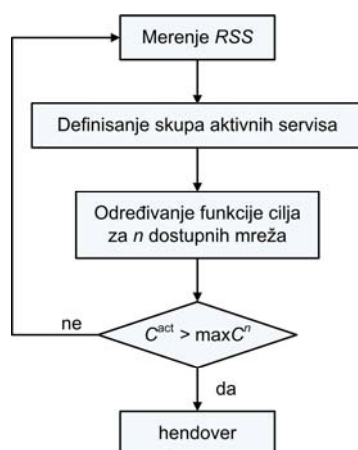 Merenje RSS
Definisanje skupa aktivnih servisa
Određivanje funkcije cilja
za n dostupnih mreža
ne
C^act > maxC^n
da
hendover